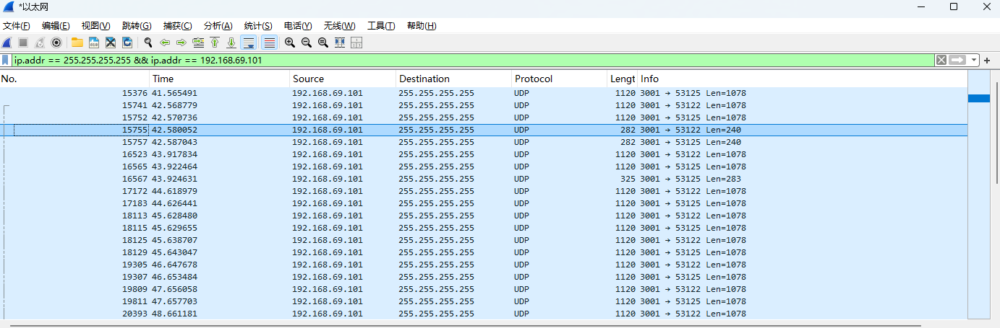 *以太网
文件(F) 编辑(E) 视图(V) 跳转(G) 捕获(C) 分析(A) 统计(S) 电话(Y) 无线(W) 工具(T) 帮助(H)
ip.addr == 255.255.255.255 && ip.addr == 192.168.69.101
No. Time Source Destination Protocol Lengt Info
15376 41.565491 192.168.69.101 255.255.255.255 UDP 1120 3001 → 53125 Len=1078
15741 42.568779 192.168.69.101 255.255.255.255 UDP 1120 3001 → 53122 Len=1078
15752 42.570736 192.168.69.101 255.255.255.255 UDP 1120 3001 → 53125 Len=1078
15755 42.580052 192.168.69.101 255.255.255.255 UDP 282 3001 → 53122 Len=240
15757 42.587043 192.168.69.101 255.255.255.255 UDP 282 3001 → 53125 Len=240
16523 43.917834 192.168.69.101 255.255.255.255 UDP 1120 3001 → 53122 Len=1078
16565 43.922464 192.168.69.101 255.255.255.255 UDP 1120 3001 → 53125 Len=1078
16567 43.924631 192.168.69.101 255.255.255.255 UDP 325 3001 → 53125 Len=283
17172 44.618979 192.168.69.101 255.255.255.255 UDP 1120 3001 → 53122 Len=1078
17183 44.626441 192.168.69.101 255.255.255.255 UDP 1120 3001 → 53125 Len=1078
18113 45.628480 192.168.69.101 255.255.255.255 UDP 1120 3001 → 53122 Len=1078
18115 45.629655 192.168.69.101 255.255.255.255 UDP 1120 3001 → 53125 Len=1078
18125 45.638707 192.168.69.101 255.255.255.255 UDP 1120 3001 → 53122 Len=1078
18129 45.643047 192.168.69.101 255.255.255.255 UDP 1120 3001 → 53125 Len=1078
19305 46.647678 192.168.69.101 255.255.255.255 UDP 1120 3001 → 53122 Len=1078
19307 46.653484 192.168.69.101 255.255.255.255 UDP 1120 3001 → 53125 Len=1078
19809 47.656058 192.168.69.101 255.255.255.255 UDP 1120 3001 → 53122 Len=1078
19811 47.657703 192.168.69.101 255.255.255.255 UDP 1120 3001 → 53125 Len=1078
20393 48.661181 192.168.69.101 255.255.255.255 UDP 1120 3001 → 53122 Len=1078